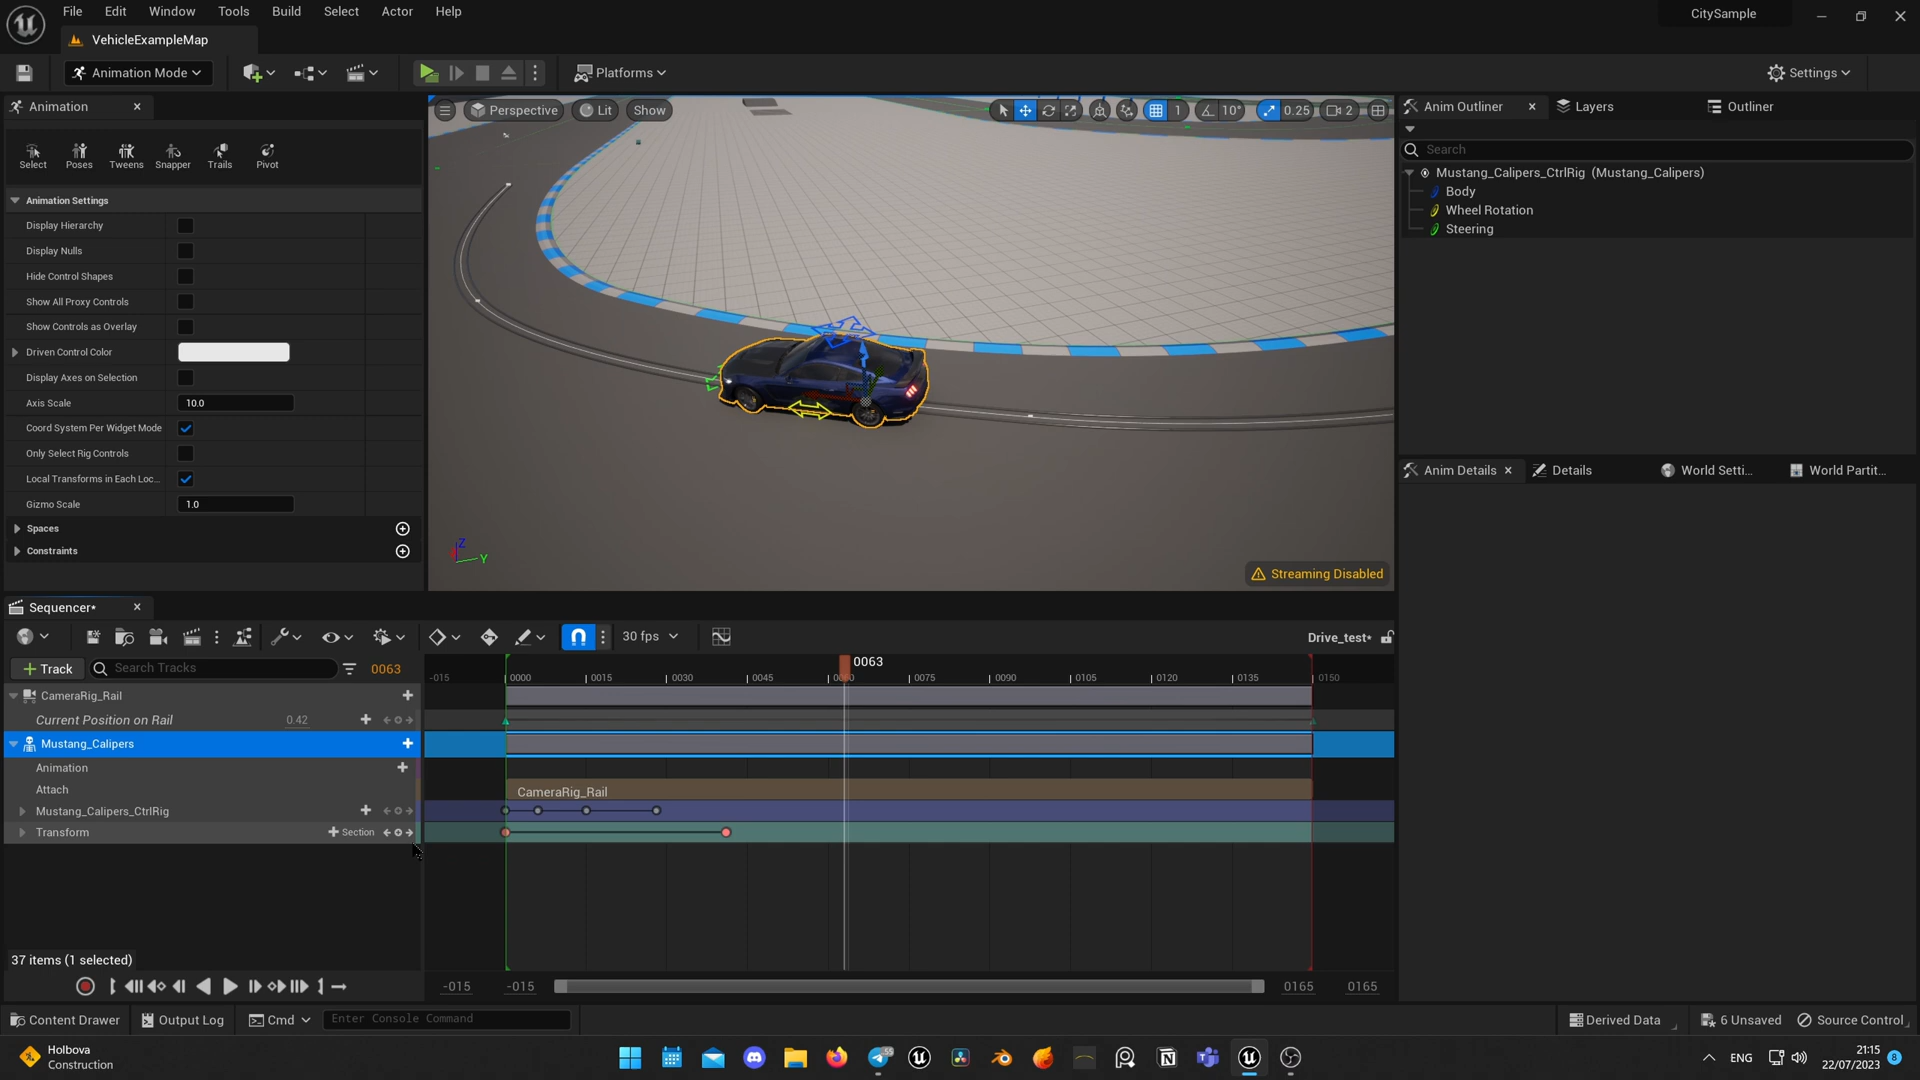 File Edit Window Tools Build Select Actor Help
CitySample
VehicleExampleMap
Animation Mode
Platforms
Settings
Animation
Perspective Lit Show
1 10° 0.25 2
Anim Outliner Layers Outliner
Search
Select Poses Tweens Snapper Trails Pivot
Mustang_Calipers_CtrlRig (Mustang_Calipers)
Body
Wheel Rotation
Steering
Animation Settings
Display Hierarchy
Display Nulls
Hide Control Shapes
Show All Proxy Controls
Show Controls as Overlay
Driven Control Color
Display Axes on Selection
Axis Scale 10.0
Coord System Per Widget Mode
Only Select Rig Controls
Local Transforms in Each Loc...
Gizmo Scale 1.0
Spaces
Constraints
Z
Y
Streaming Disabled
Anim Details Details World Setti... World Partit...
Sequencer*
30 fps
Drive_test*
Track Search Tracks 0063
0063
-015 0000 0015 0030 0045 0060 0075 0090 0105 0120 0135 0150
CameraRig_Rail
Current Position on Rail 0.42
Mustang_Calipers
Animation
Attach
CameraRig_Rail
Mustang_Calipers_CtrlRig
Transform Section
37 items (1 selected)
-015 -015 0165 0165
Content Drawer Output Log Cmd Enter Console Command
Derived Data 6 Unsaved Source Control
Holbova
Construction
ENG
21:15
22/07/2023
8